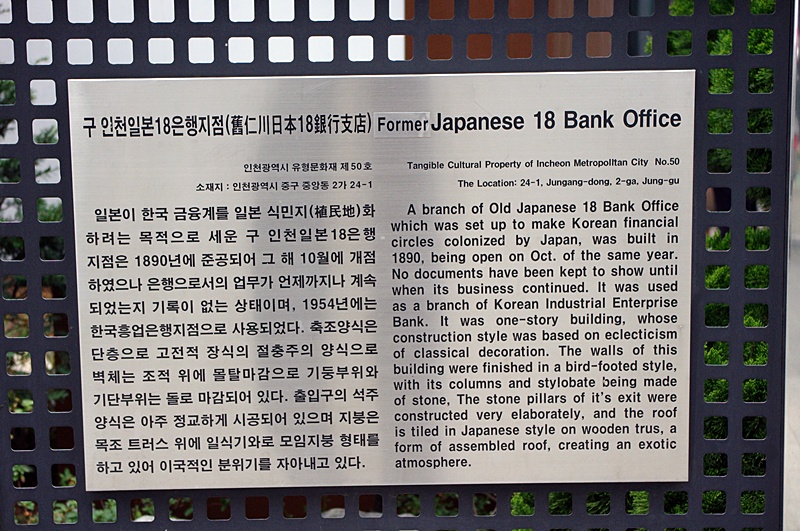 구 인천일본18은행지점(舊仁川日本18銀行支店) Former Japanese 18 Bank Office
인천광역시 유형문화재 제50호
소재지 : 인천광역시 중구 중앙동 2가 24-1
일본이 한국 금융계를 일본 식민지(植民地)화
하려는 목적으로 세운 구 인천일본18은행
지점은 1890년에 준공되어 그 해 10월에 개점
하였으나 은행으로서의 업무가 언제까지나 계속
되었는지 기록이 없는 상태이며, 1954년에는
한국흥업은행지점으로 사용되었다. 축조양식은
단층으로 고전적 장식의 절충주의 양식으로
벽체는 조적 위에 몰탈마감으로 기둥부위와
기단부위는 돌로 마감되어 있다. 출입구의 석주
양식은 아주 정교하게 시공되어 있으며 지붕은
목조 트러스 위에 일식기와로 모임지붕 형태를
하고 있어 이국적인 분위기를 자아내고 있다.
Tangible Cultural Property of Incheon Metropolitan City No.50
The Location: 24-1, Jungang-dong, 2-ga, Jung-gu
A branch of Old Japanese 18 Bank Office
which was set up to make Korean financial
circles colonized by Japan, was built in
1890, being open on Oct. of the same year.
No documents have been kept to show until
when its business continued. It was used
as a branch of Korean Industrial Enterprise
Bank. It was one-story building, whose
construction style was based on eclecticism
of classical decoration. The walls of this
building were finished in a bird-footed style,
with its columns and stylobate being made
of stone, The stone pillars of it's exit were
constructed very elaborately, and the roof
is tiled in Japanese style on wooden trus, a
form of assembled roof, creating an exotic
atmosphere.